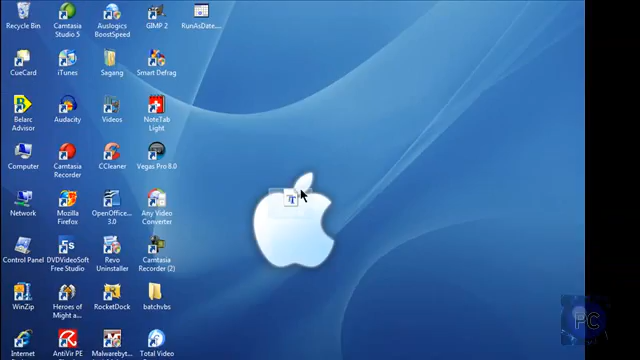 Recycle Bin
Camtasia
Studio 5
Auslogics
BoostSpeed
GIMP 2
RunAsDate....
CueCard
iTunes
Sagang
Smart Defrag
Belarc
Advisor
Audacity
Videos
NoteTab
Light
Computer
Camtasia
Recorder
CCleaner
Vegas Pro 8.0
Network
Mozilla
Firefox
OpenOffice....
3.0
Any Video
Converter
Control Panel
DVDVideoSoft
Free Studio
Revo
Uninstaller
Camtasia
Recorder (2)
WinZip
Heroes of
Might a...
RocketDock
batchvbs
Internet
AntiVir PE
Malwarebyt...
Total Video
PC